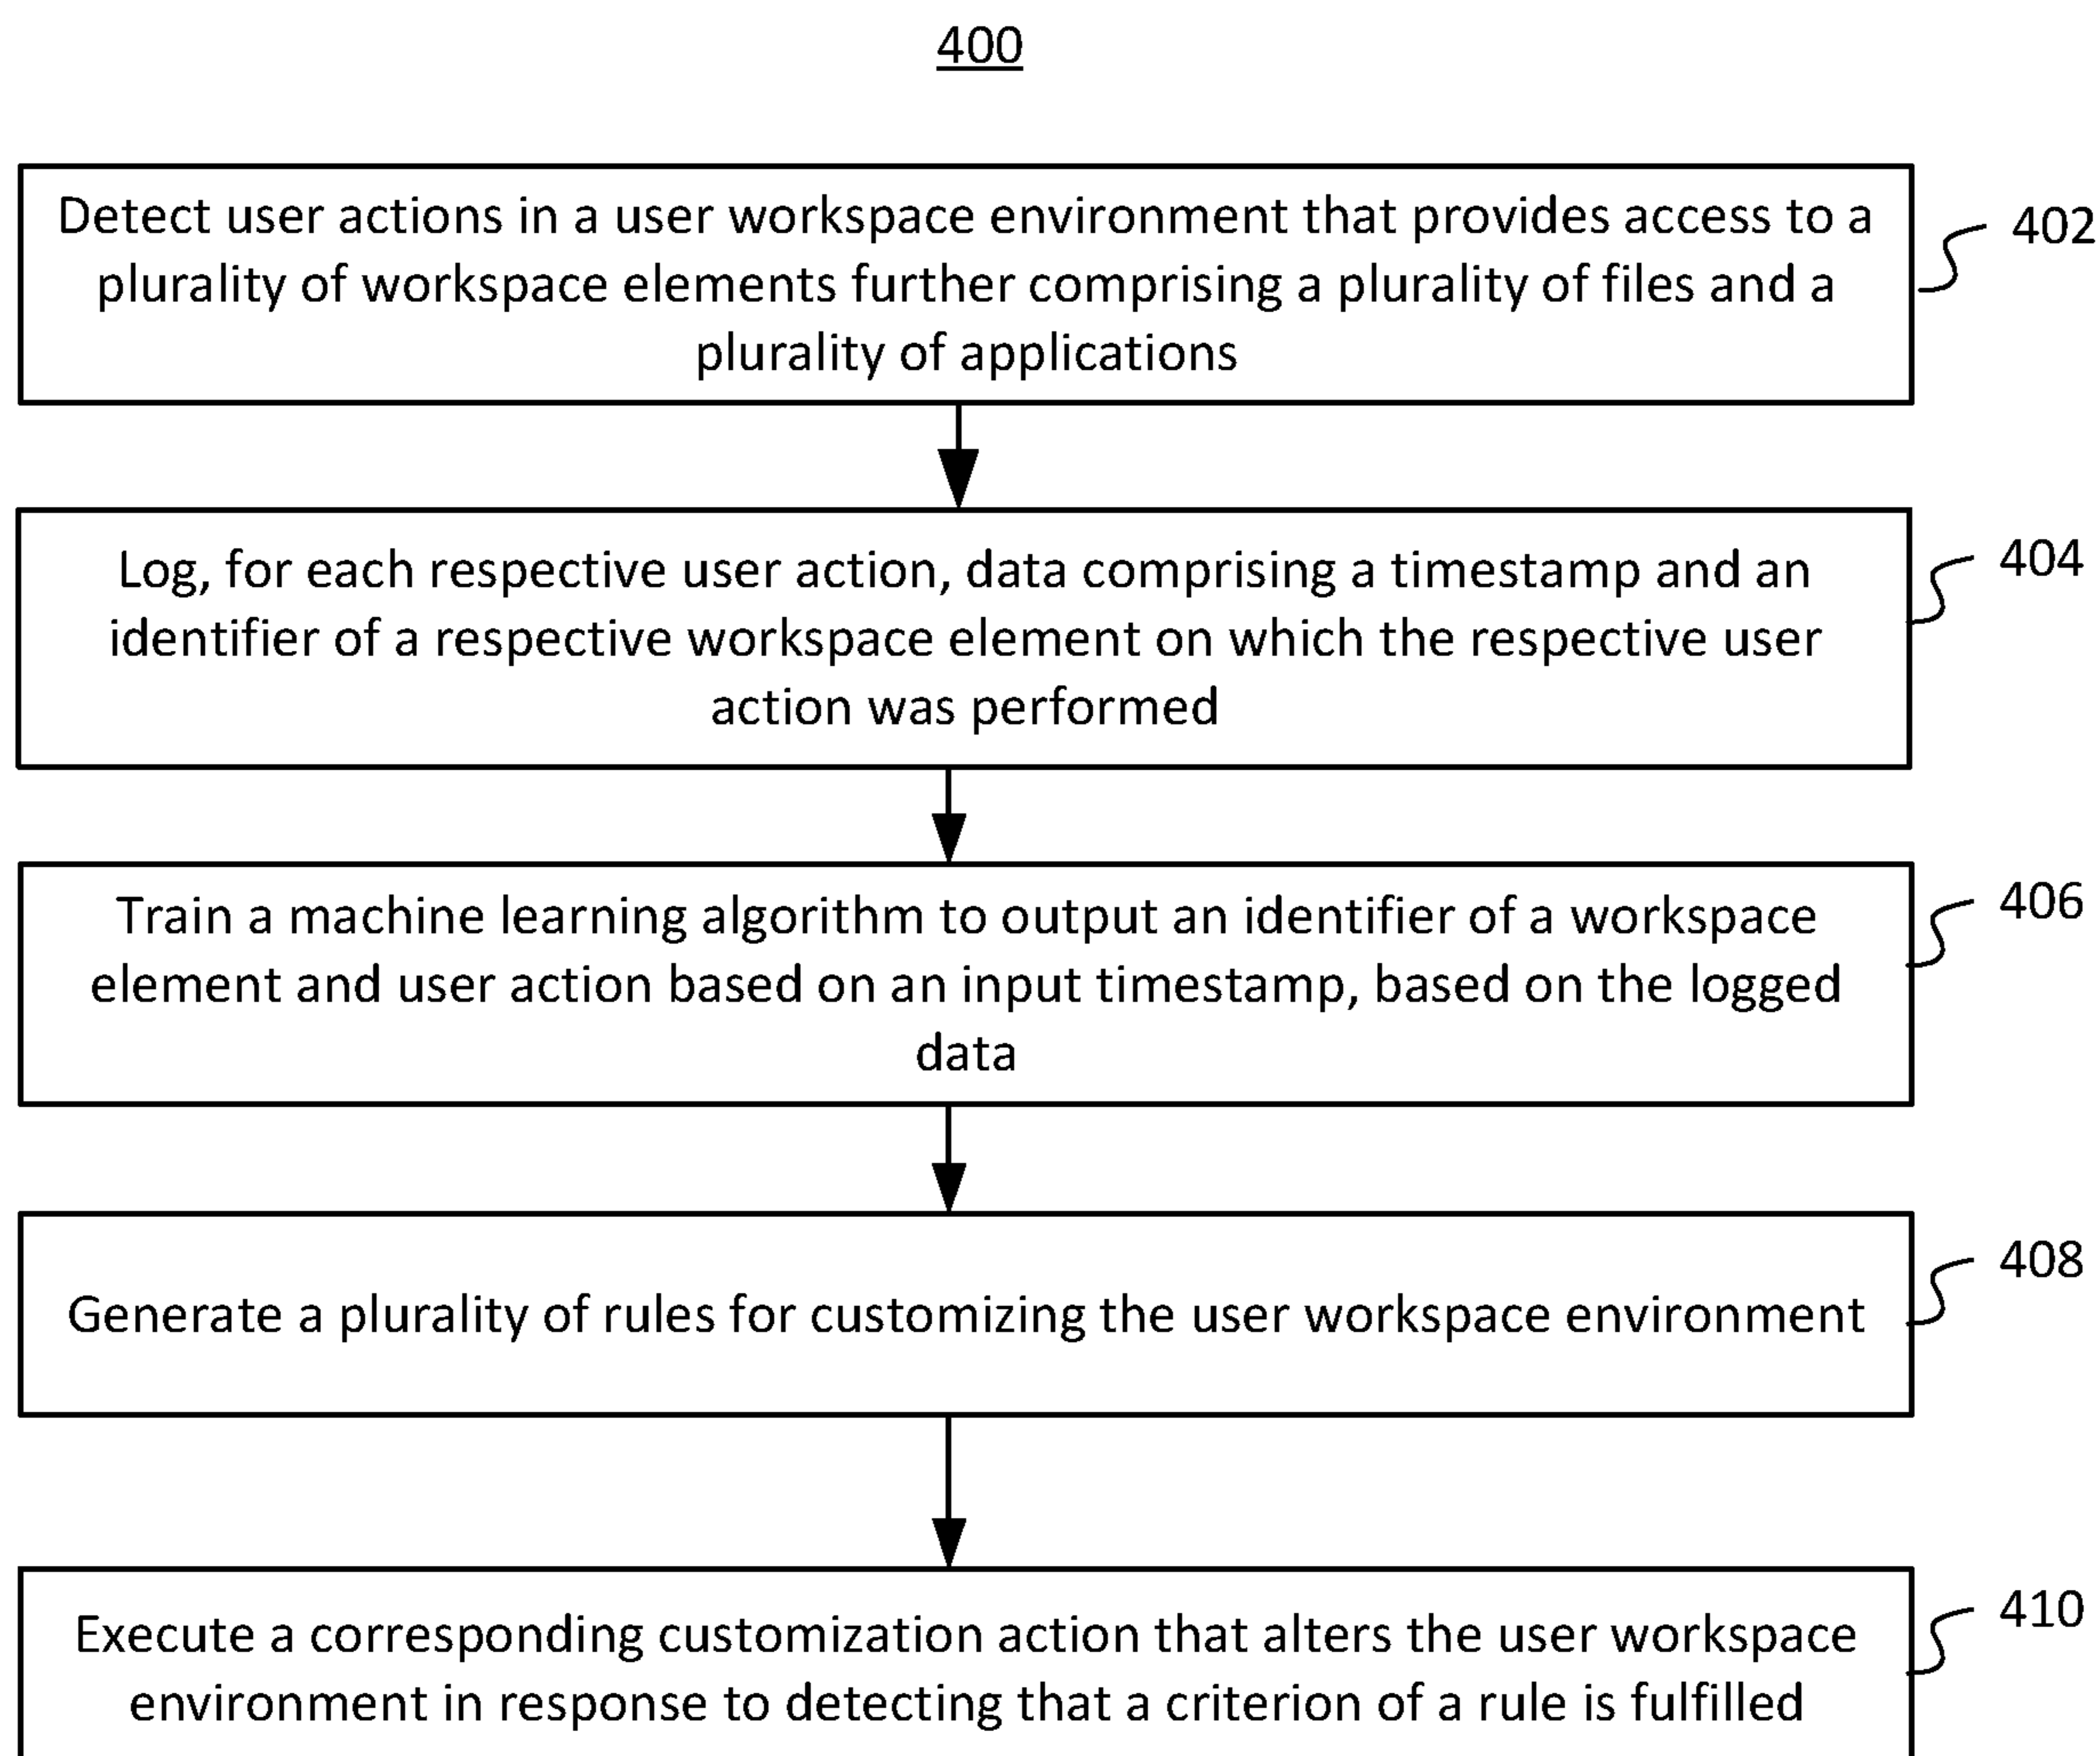 400
Detect user actions in a user workspace environment that provides access to a
plurality of workspace elements further comprising a plurality of files and a
plurality of applications
402
Log, for each respective user action, data comprising a timestamp and an
identifier of a respective workspace element on which the respective user
action was performed
404
Train a machine learning algorithm to output an identifier of a workspace
element and user action based on an input timestamp, based on the logged
data
406
Generate a plurality of rules for customizing the user workspace environment
408
Execute a corresponding customization action that alters the user workspace
environment in response to detecting that a criterion of a rule is fulfilled
410